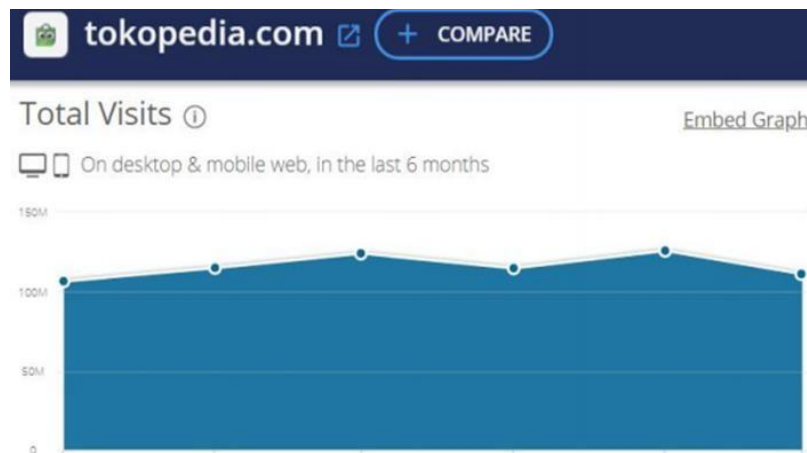 tokopedia.com + COMPARE
Total Visits
Embed Graph
On desktop & mobile web, in the last 6 months
150M
100M
50M
0